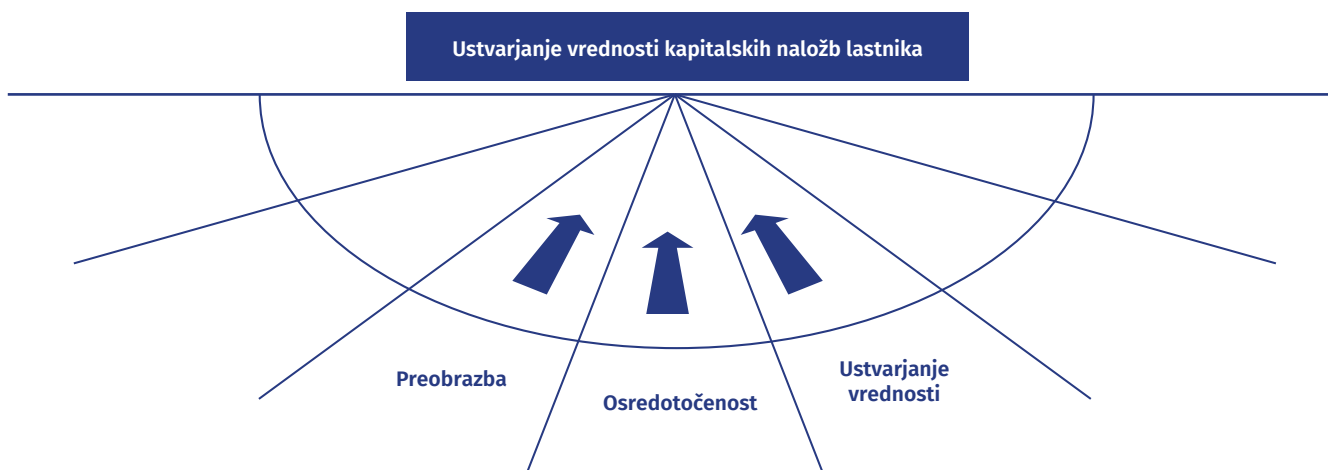 Ustvarjanje vrednosti kapitalskih naložb lastnika
Preobrazba
Osredotočenost
Ustvarjanje
vrednosti